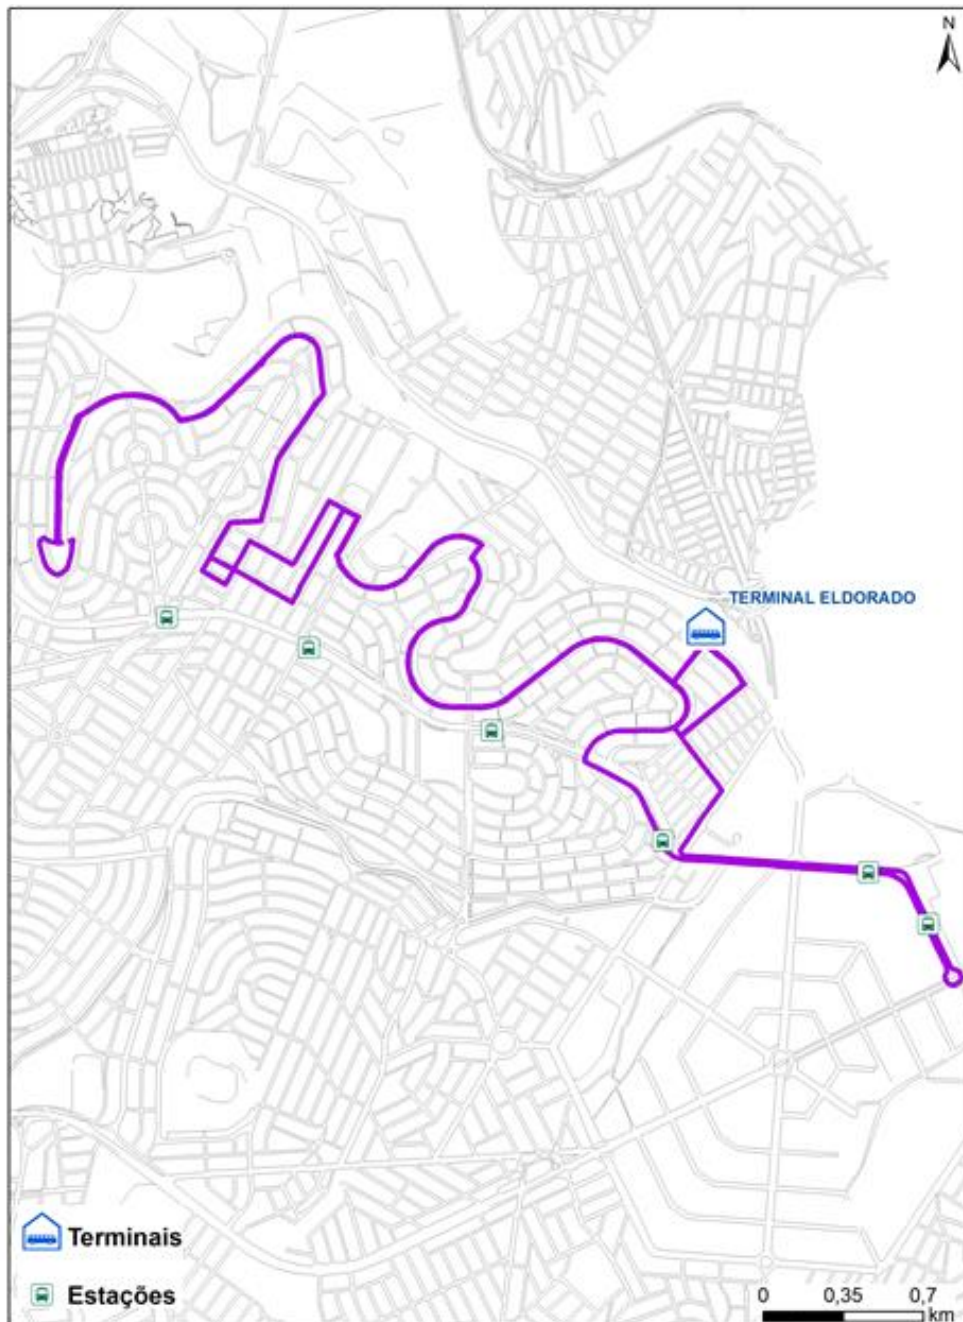 N
TERMINAL ELDORADO
Terminais
Estações
0 0,35 0,7
km